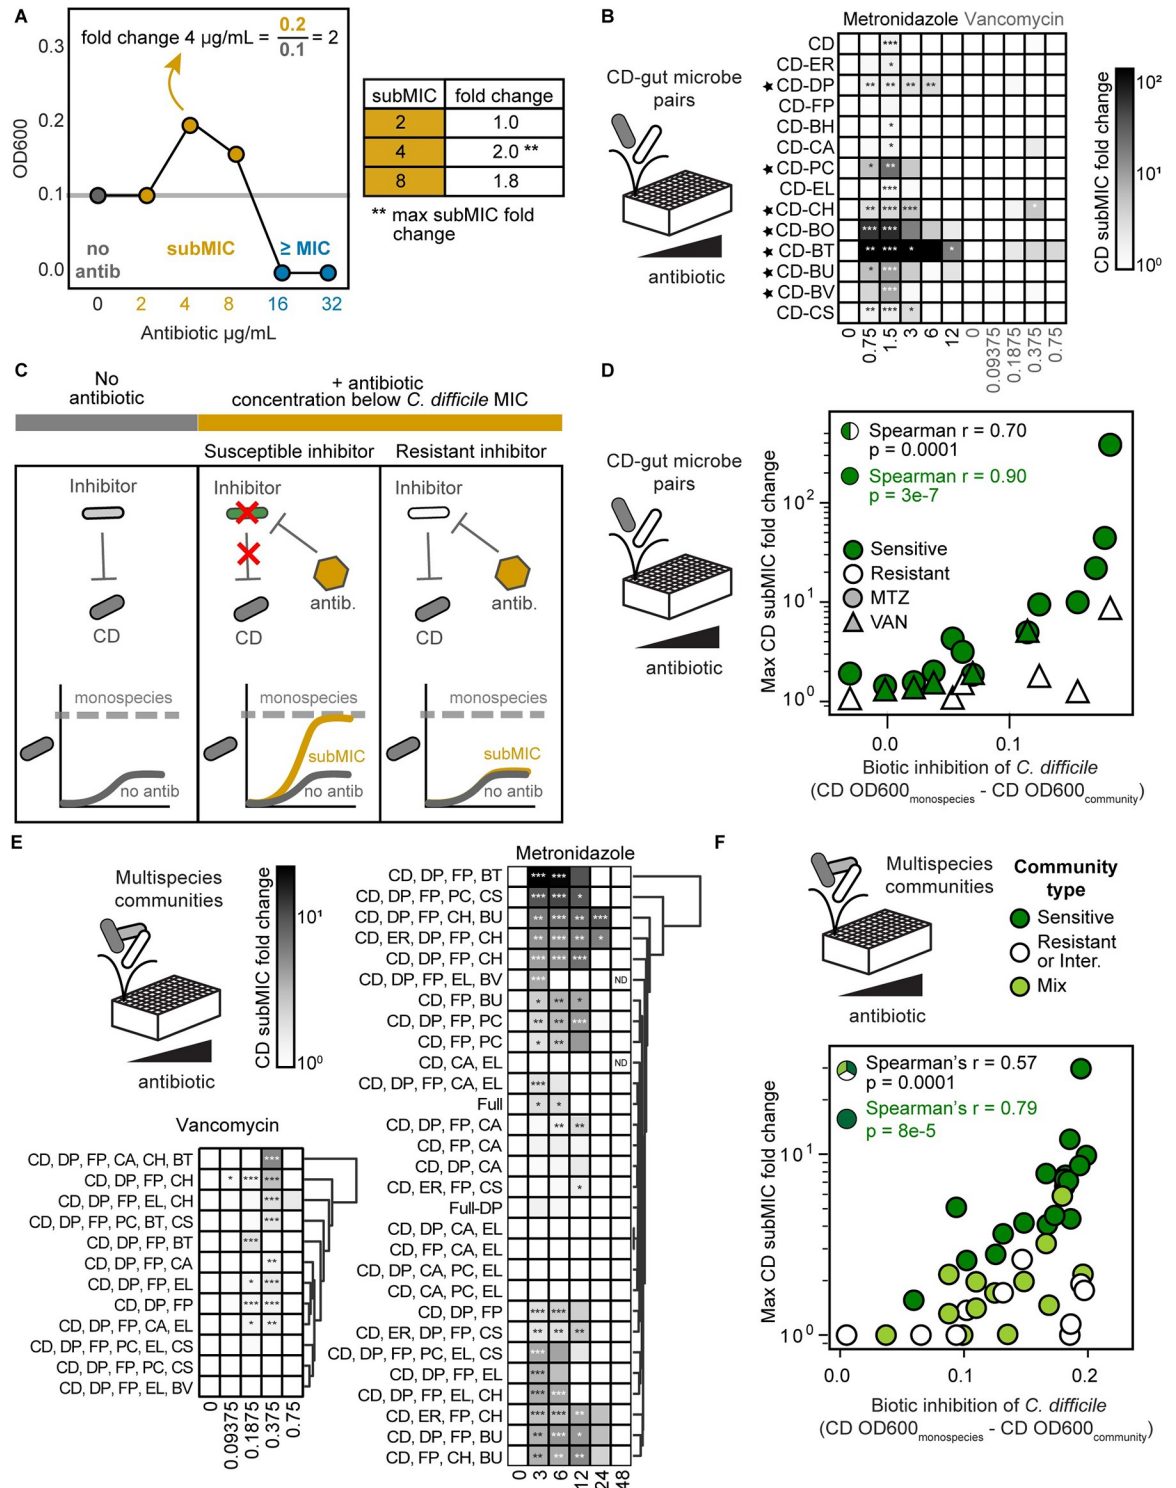 A
fold change 4 µg/mL = 0.2 / 0.1 = 2
OD600
0.3
0.2
0.1
0.0
no antib
subMIC
≥ MIC
0 2 4 8 16 32
Antibiotic µg/mL
subMIC fold change
2 1.0
4 2.0 **
8 1.8
** max subMIC fold
change
B
CD-gut microbe
pairs
antibiotic
Metronidazole Vancomycin
CD ***
CD-ER *
★ CD-DP ** ** ** **
CD-FP
CD-BH *
CD-CA *
★ CD-PC * **
CD-EL ***
★ CD-CH ** *** *** *
★ CD-BO *** ***
★ CD-BT ** *** * *
★ CD-BU * ***
★ CD-BV ***
CD-CS ** *** *
0 0.75 1.5 3 6 12 0 0.09375 0.1875 0.375 0.75
CD subMIC fold change
10²
10¹
10⁰
C
No
antibiotic
+ antibiotic
concentration below C. difficile MIC
Susceptible inhibitor
Resistant inhibitor
Inhibitor
CD
monospecies
no antib
Inhibitor
antib.
CD
monospecies
subMIC
no antib
Inhibitor
antib.
CD
monospecies
subMIC
no antib
D
CD-gut microbe
pairs
antibiotic
Max CD subMIC fold change
10²
10¹
10⁰
Spearman r = 0.70
p = 0.0001
Spearman r = 0.90
p = 3e-7
Sensitive
Resistant
MTZ
VAN
0.0 0.1
Biotic inhibition of C. difficile
(CD OD600monospecies - CD OD600community)
E
Multispecies
communities
antibiotic
CD subMIC fold change
10¹
10⁰
Vancomycin
CD, DP, FP, CA, CH, BT ***
CD, DP, FP, CH * *** ***
CD, DP, FP, EL, CH ***
CD, DP, FP, PC, BT, CS ***
CD, DP, FP, BT ***
CD, DP, FP, CA **
CD, DP, FP, EL * ***
CD, DP, FP *** ***
CD, DP, FP, CA, EL * **
CD, DP, FP, PC, EL, CS
CD, DP, FP, PC, CS
CD, DP, FP, EL, BV
0 0.09375 0.1875 0.375 0.75
Metronidazole
CD, DP, FP, BT *** ***
CD, DP, FP, PC, CS *** *** *
CD, DP, FP, CH, BU ** *** ** ***
CD, ER, DP, FP, CH ** *** ** *
CD, DP, FP, CH *** *** ***
CD, DP, FP, EL, BV *** ND
CD, FP, BU * ** *
CD, DP, FP, PC ** ** ***
CD, FP, PC * **
CD, CA, EL ND
CD, DP, FP, CA, EL ***
Full * *
CD, DP, FP, CA ** **
CD, FP, CA
CD, DP, CA
CD, ER, FP, CS *
Full-DP
CD, DP, CA, EL
CD, FP, CA, EL
CD, DP, CA, PC, EL
CD, CA, PC, EL
CD, DP, FP *** ***
CD, ER, DP, FP, CS ** ** **
CD, DP, FP, PC, EL, CS ***
CD, DP, FP, EL ***
CD, DP, FP, EL, CH *** ***
CD, ER, FP, CH *** *** **
CD, DP, FP, BU ** *** *
CD, FP, CH, BU ** ** **
0 3 6 12 24 48
F
Multispecies
communities
antibiotic
Community
type
Sensitive
Resistant
or Inter.
Mix
Max CD subMIC fold change
10¹
10⁰
Spearman's r = 0.57
p = 0.0001
Spearman's r = 0.79
p = 8e-5
0.0 0.1 0.2
Biotic inhibition of C. difficile
(CD OD600monospecies - CD OD600community)